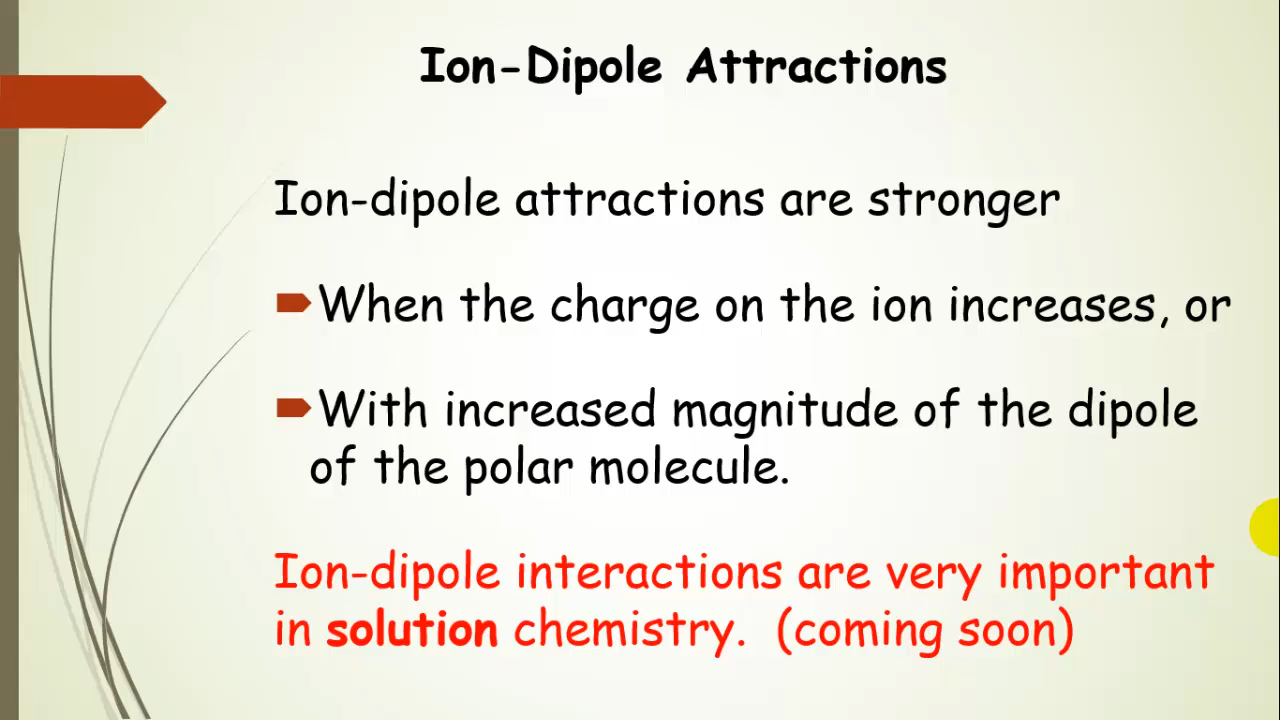 Ion-Dipole Attractions
Ion-dipole attractions are stronger
When the charge on the ion increases, or
With increased magnitude of the dipole
of the polar molecule.
Ion-dipole interactions are very important
in solution chemistry. (coming soon)